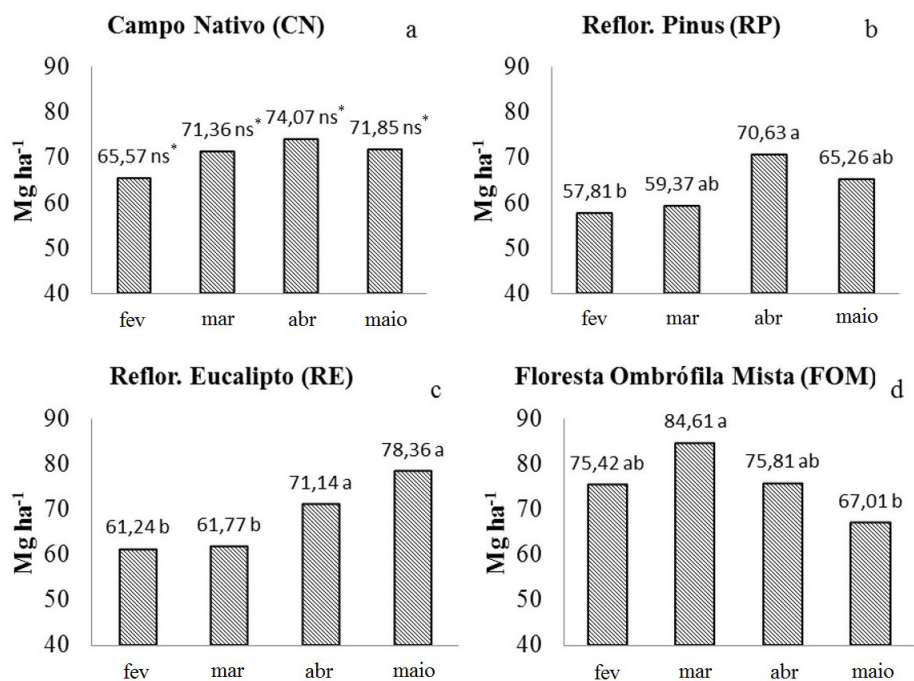 Campo Nativo (CN) a
90
80
70
60
50
40
Mg ha⁻¹
65,57 ns*
71,36 ns*
74,07 ns*
71,85 ns*
fev mar abr maio
Reflor. Pinus (RP) b
90
80
70
60
50
40
Mg ha⁻¹
57,81 b
59,37 ab
70,63 a
65,26 ab
fev mar abr maio
Reflor. Eucalipto (RE) c
90
80
70
60
50
40
Mg ha⁻¹
61,24 b
61,77 b
71,14 a
78,36 a
fev mar abr maio
Floresta Ombrófila Mista (FOM) d
90
80
70
60
50
40
Mg ha⁻¹
75,42 ab
84,61 a
75,81 ab
67,01 b
fev mar abr maio